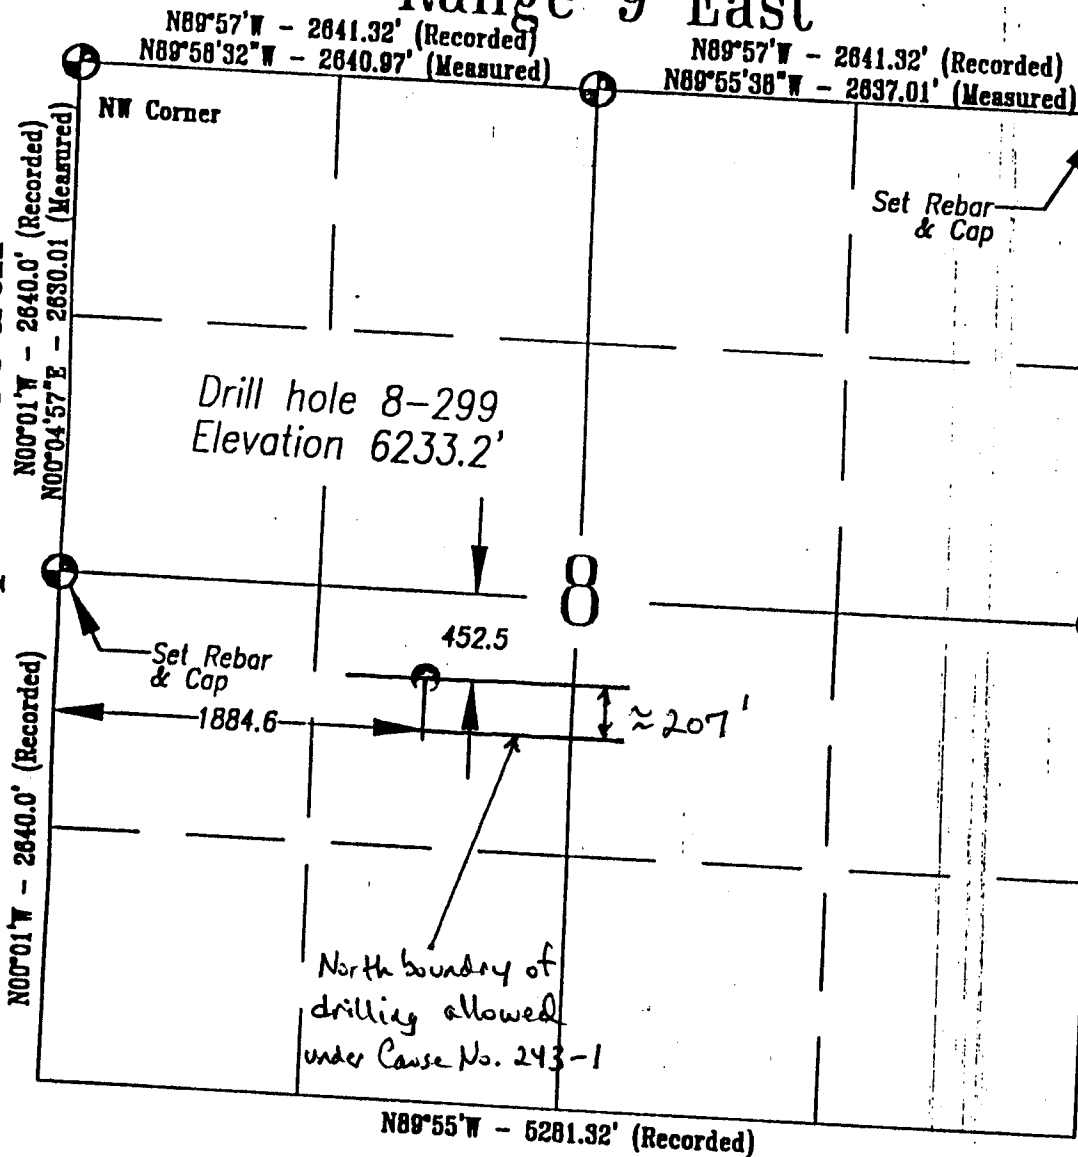 Range 9 East
N89°57'W - 2641.32' (Recorded)
N89°58'32"W - 2640.97' (Measured)
N89°57'W - 2641.32' (Recorded)
N89°55'38"W - 2637.01' (Measured)
NW Corner
N00°01'W - 2640.0' (Recorded)
N00°04'57"E - 2630.01 (Measured)
Set Rebar
& Cap
Drill hole 8-299
Elevation 6233.2'
8
452.5
Set Rebar
& Cap
1884.6
≈ 207'
N00°01'W - 2640.0' (Recorded)
North boundry of
drilling allowed
under Cause No. 243-1
N89°55'W - 5281.32' (Recorded)